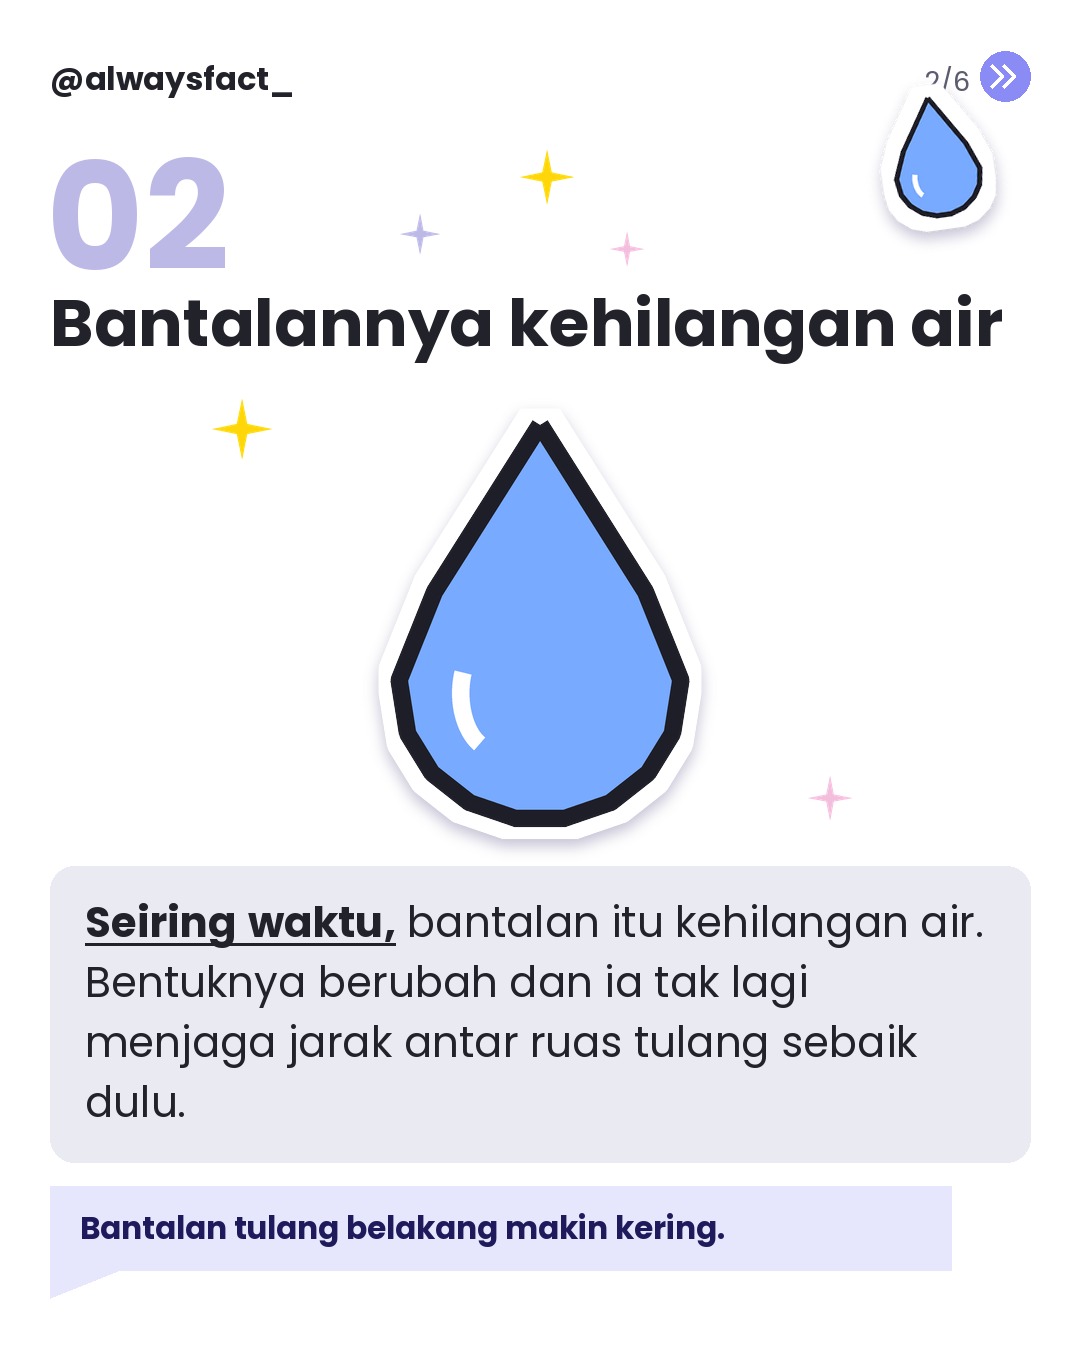 @alwaysfact_
2/6
02
Bantalannya kehilangan air
Seiring waktu, bantalan itu kehilangan air.
Bentuknya berubah dan ia tak lagi
menjaga jarak antar ruas tulang sebaik
dulu.
Bantalan tulang belakang makin kering.